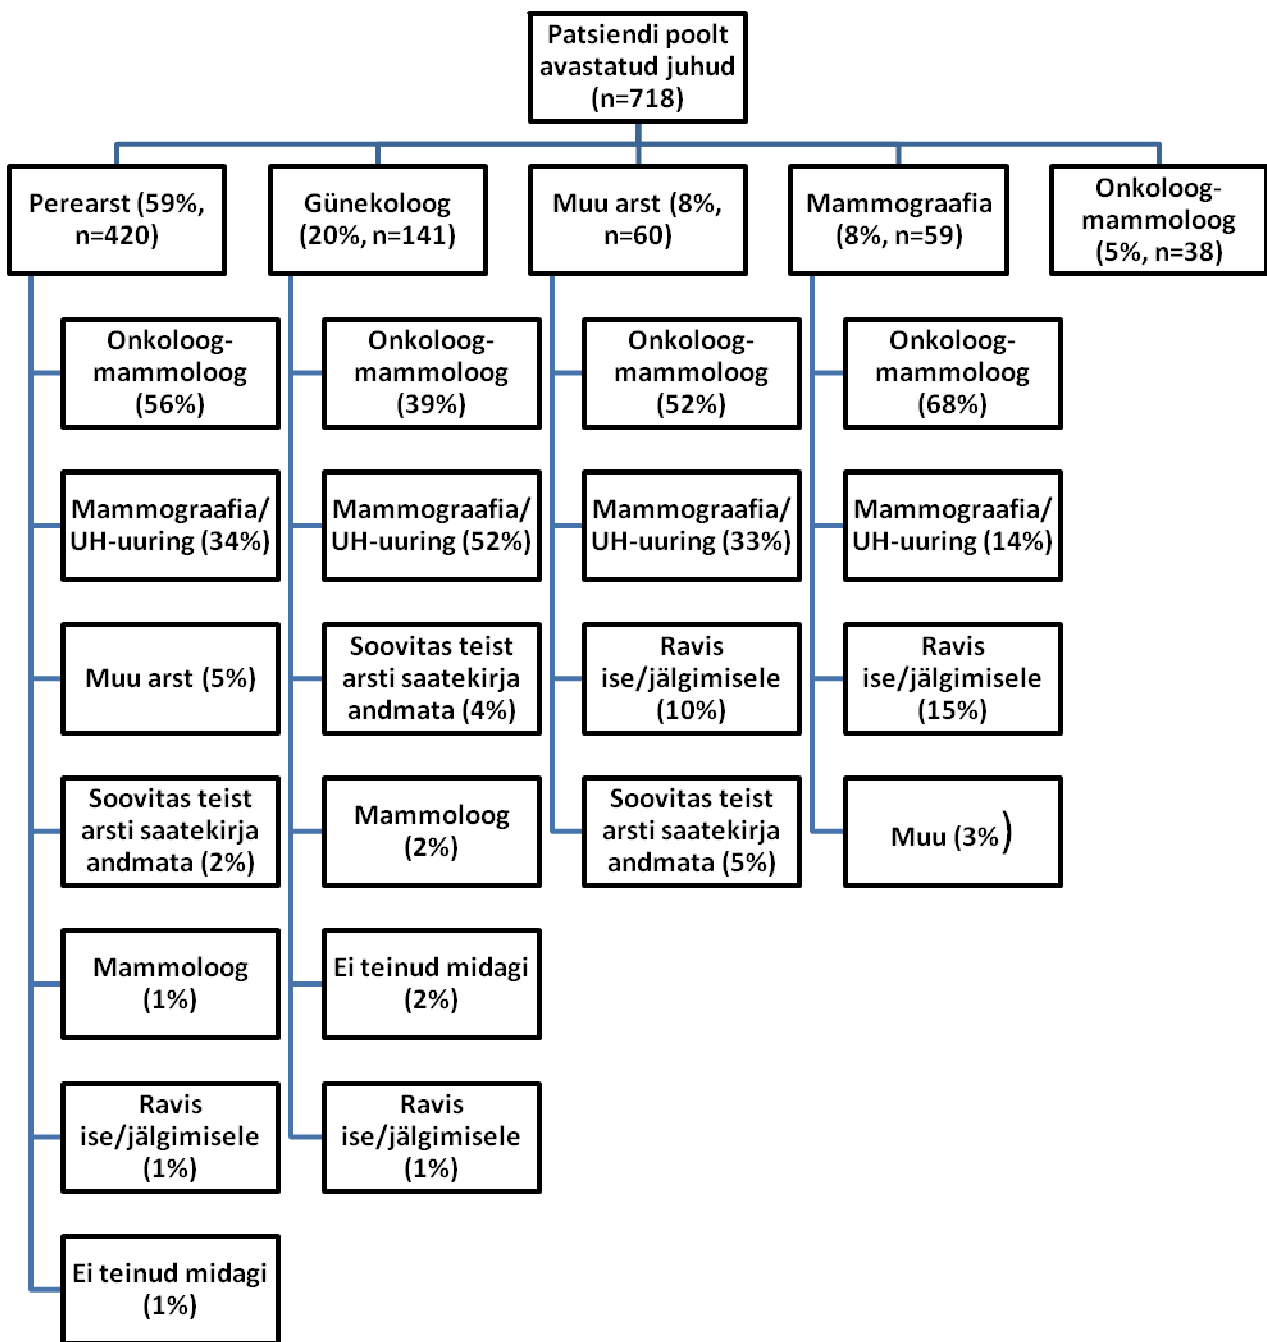 Patsiendi poolt
avastatud juhud
(n=718)
Perearst (59%,
n=420)
Günekoloog
(20%, n=141)
Muu arst (8%,
n=60)
Mammograafia
(8%, n=59)
Onkoloog-
mammoloog
(5%, n=38)
Onkoloog-
mammoloog
(56%)
Mammograafia/
UH-uuring (34%)
Muu arst (5%)
Soovitas teist
arsti saatekirja
andmata (2%)
Mammoloog
(1%)
Ravis
ise/jälgimisele
(1%)
Ei teinud midagi
(1%)
Onkoloog-
mammoloog
(39%)
Mammograafia/
UH-uuring (52%)
Soovitas teist
arsti saatekirja
andmata (4%)
Mammoloog
(2%)
Ei teinud midagi
(2%)
Ravis
ise/jälgimisele
(1%)
Onkoloog-
mammoloog
(52%)
Mammograafia/
UH-uuring (33%)
Ravis
ise/jälgimisele
(10%)
Soovitas teist
arsti saatekirja
andmata (5%)
Onkoloog-
mammoloog
(68%)
Mammograafia/
UH-uuring (14%)
Ravis
ise/jälgimisele
(15%)
Muu (3%)